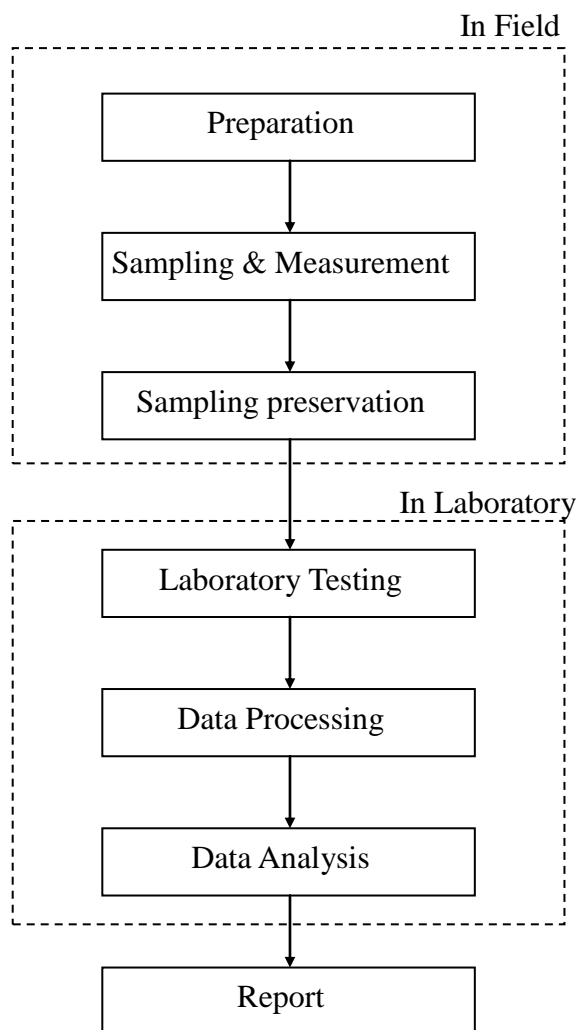 In Field
Preparation
Sampling & Measurement
Sampling preservation
In Laboratory
Laboratory Testing
Data Processing
Data Analysis
Report